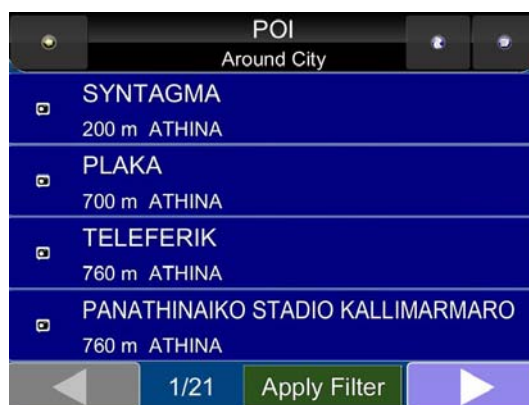 POI
Around City
SYNTAGMA
200 m ATHINA
PLAKA
700 m ATHINA
TELEFERIK
760 m ATHINA
PANATHINAIKO STADIO KALLIMARMARO
760 m ATHINA
1/21 Apply Filter